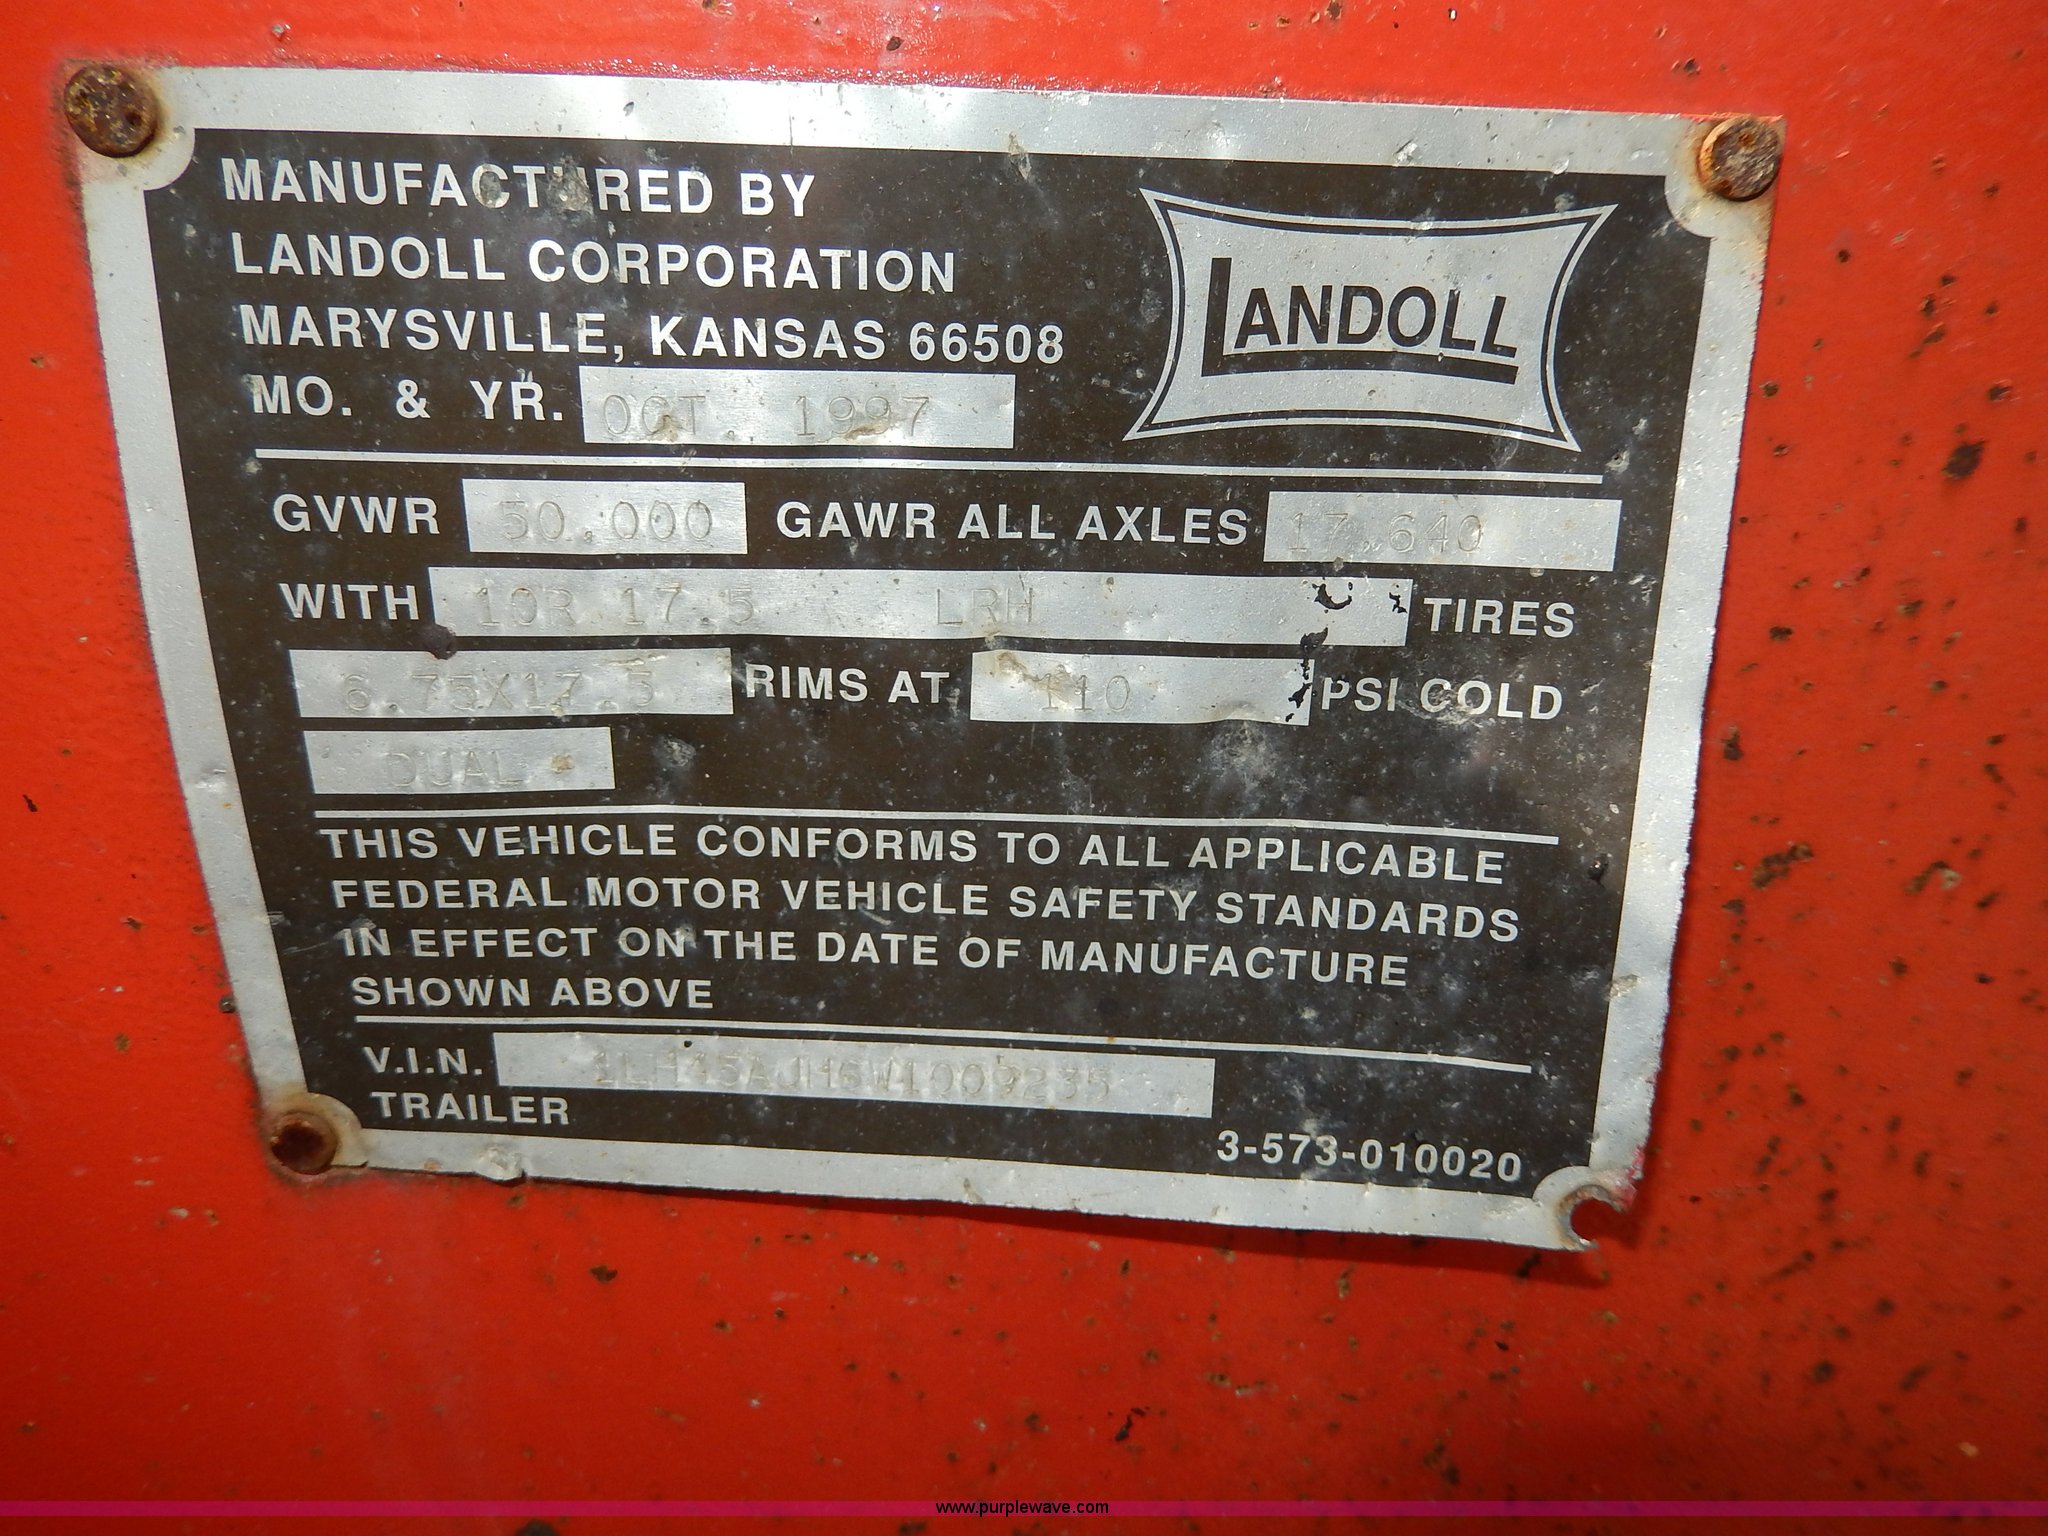 MANUFACTURED BY
LANDOLL CORPORATION
MARYSVILLE, KANSAS 66508
MO. & YR. OCT. 1997
LANDOLL
GVWR 50,000 GAWR ALL AXLES 17,640
WITH 10R 17.5 LRH TIRES
6.75X17.5 RIMS AT 110 PSI COLD
DUAL
THIS VEHICLE CONFORMS TO ALL APPLICABLE
FEDERAL MOTOR VEHICLE SAFETY STANDARDS
IN EFFECT ON THE DATE OF MANUFACTURE
SHOWN ABOVE
V.I.N. 1LH345AJH6W1009235
TRAILER
3-573-010020
www.purplewave.com